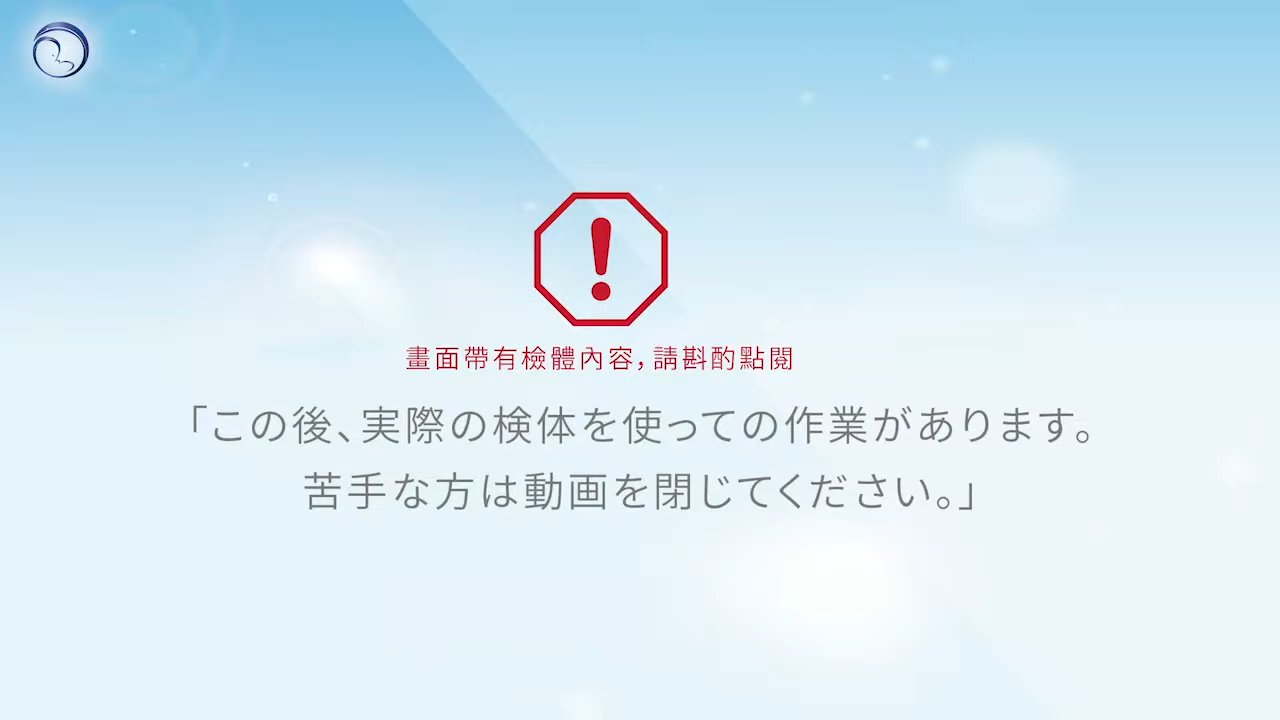 畫面帶有檢體內容，請斟酌點閱
「この後、実際の検体を使っての作業があります。
苦手な方は動画を閉じてください。」